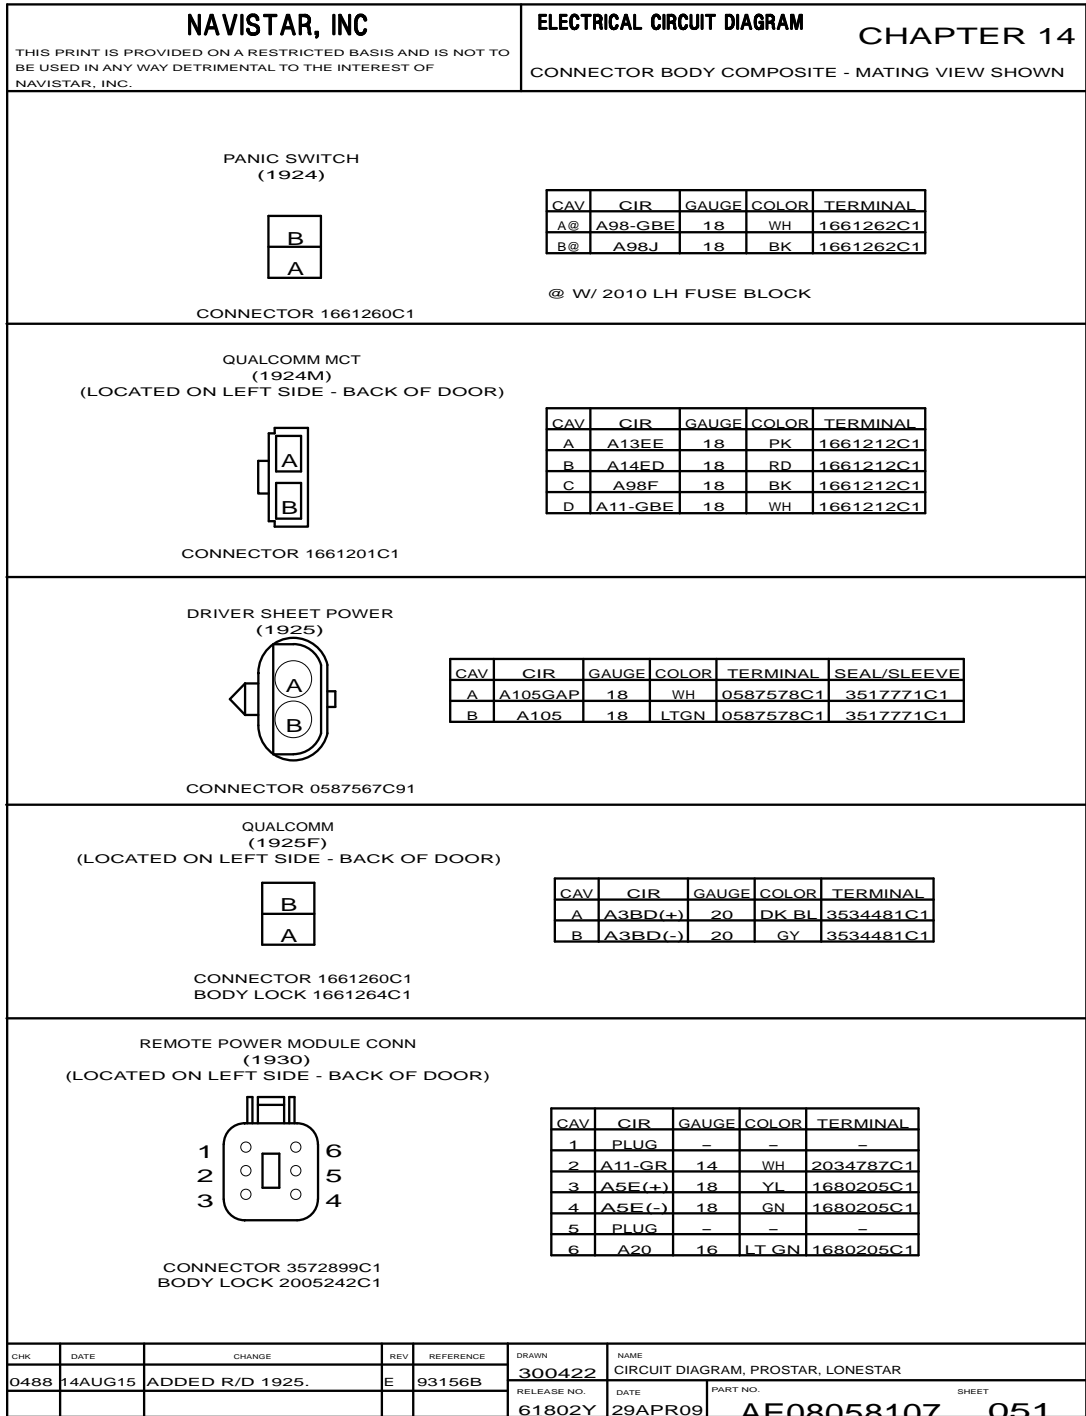 NAVISTAR, INC
THIS PRINT IS PROVIDED ON A RESTRICTED BASIS AND IS NOT TO
BE USED IN ANY WAY DETRIMENTAL TO THE INTEREST OF
NAVISTAR, INC.
ELECTRICAL CIRCUIT DIAGRAM
CHAPTER 14
CONNECTOR BODY COMPOSITE - MATING VIEW SHOWN
PANIC SWITCH
(1924)
B
A
CONNECTOR 1661260C1
CAV CIR GAUGE COLOR TERMINAL
A@ A98-GBE 18 WH 1661262C1
B@ A98J 18 BK 1661262C1
@ W/ 2010 LH FUSE BLOCK
QUALCOMM MCT
(1924M)
(LOCATED ON LEFT SIDE - BACK OF DOOR)
A
B
CONNECTOR 1661201C1
CAV CIR GAUGE COLOR TERMINAL
A A13EE 18 PK 1661212C1
B A14ED 18 RD 1661212C1
C A98F 18 BK 1661212C1
D A11-GBE 18 WH 1661212C1
DRIVER SHEET POWER
(1925)
A
B
CONNECTOR 0587567C91
CAV CIR GAUGE COLOR TERMINAL SEAL/SLEEVE
A A105GAP 18 WH 0587578C1 3517771C1
B A105 18 LTGN 0587578C1 3517771C1
QUALCOMM
(1925F)
(LOCATED ON LEFT SIDE - BACK OF DOOR)
B
A
CONNECTOR 1661260C1
BODY LOCK 1661264C1
CAV CIR GAUGE COLOR TERMINAL
A A3BD(+) 20 DK BL 3534481C1
B A3BD(-) 20 GY 3534481C1
REMOTE POWER MODULE CONN
(1930)
(LOCATED ON LEFT SIDE - BACK OF DOOR)
1 6
2 5
3 4
CONNECTOR 3572899C1
BODY LOCK 2005242C1
CAV CIR GAUGE COLOR TERMINAL
1 PLUG – – –
2 A11-GR 14 WH 2034787C1
3 A5E(+) 18 YL 1680205C1
4 A5E(-) 18 GN 1680205C1
5 PLUG – – –
6 A20 16 LT GN 1680205C1
CHK DATE CHANGE REV REFERENCE
0488 14AUG15 ADDED R/D 1925. E 93156B
DRAWN
300422
NAME
CIRCUIT DIAGRAM, PROSTAR, LONESTAR
RELEASE NO.
61802Y
DATE
29APR09
PART NO.
AE08058107
SHEET
051